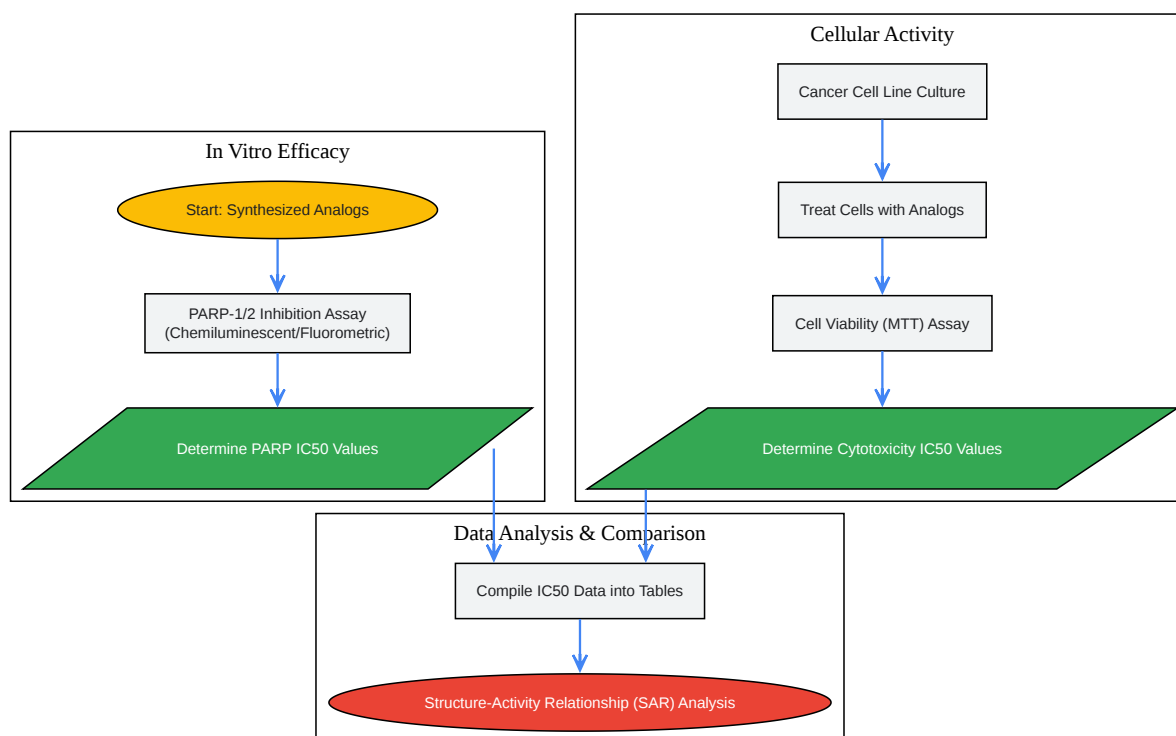 In Vitro Efficacy
Start: Synthesized Analogs
PARP-1/2 Inhibition Assay
(Chemiluminescent/Fluorometric)
Determine PARP IC50 Values
Cellular Activity
Cancer Cell Line Culture
Treat Cells with Analogs
Cell Viability (MTT) Assay
Determine Cytotoxicity IC50 Values
Data Analysis & Comparison
Compile IC50 Data into Tables
Structure-Activity Relationship (SAR) Analysis